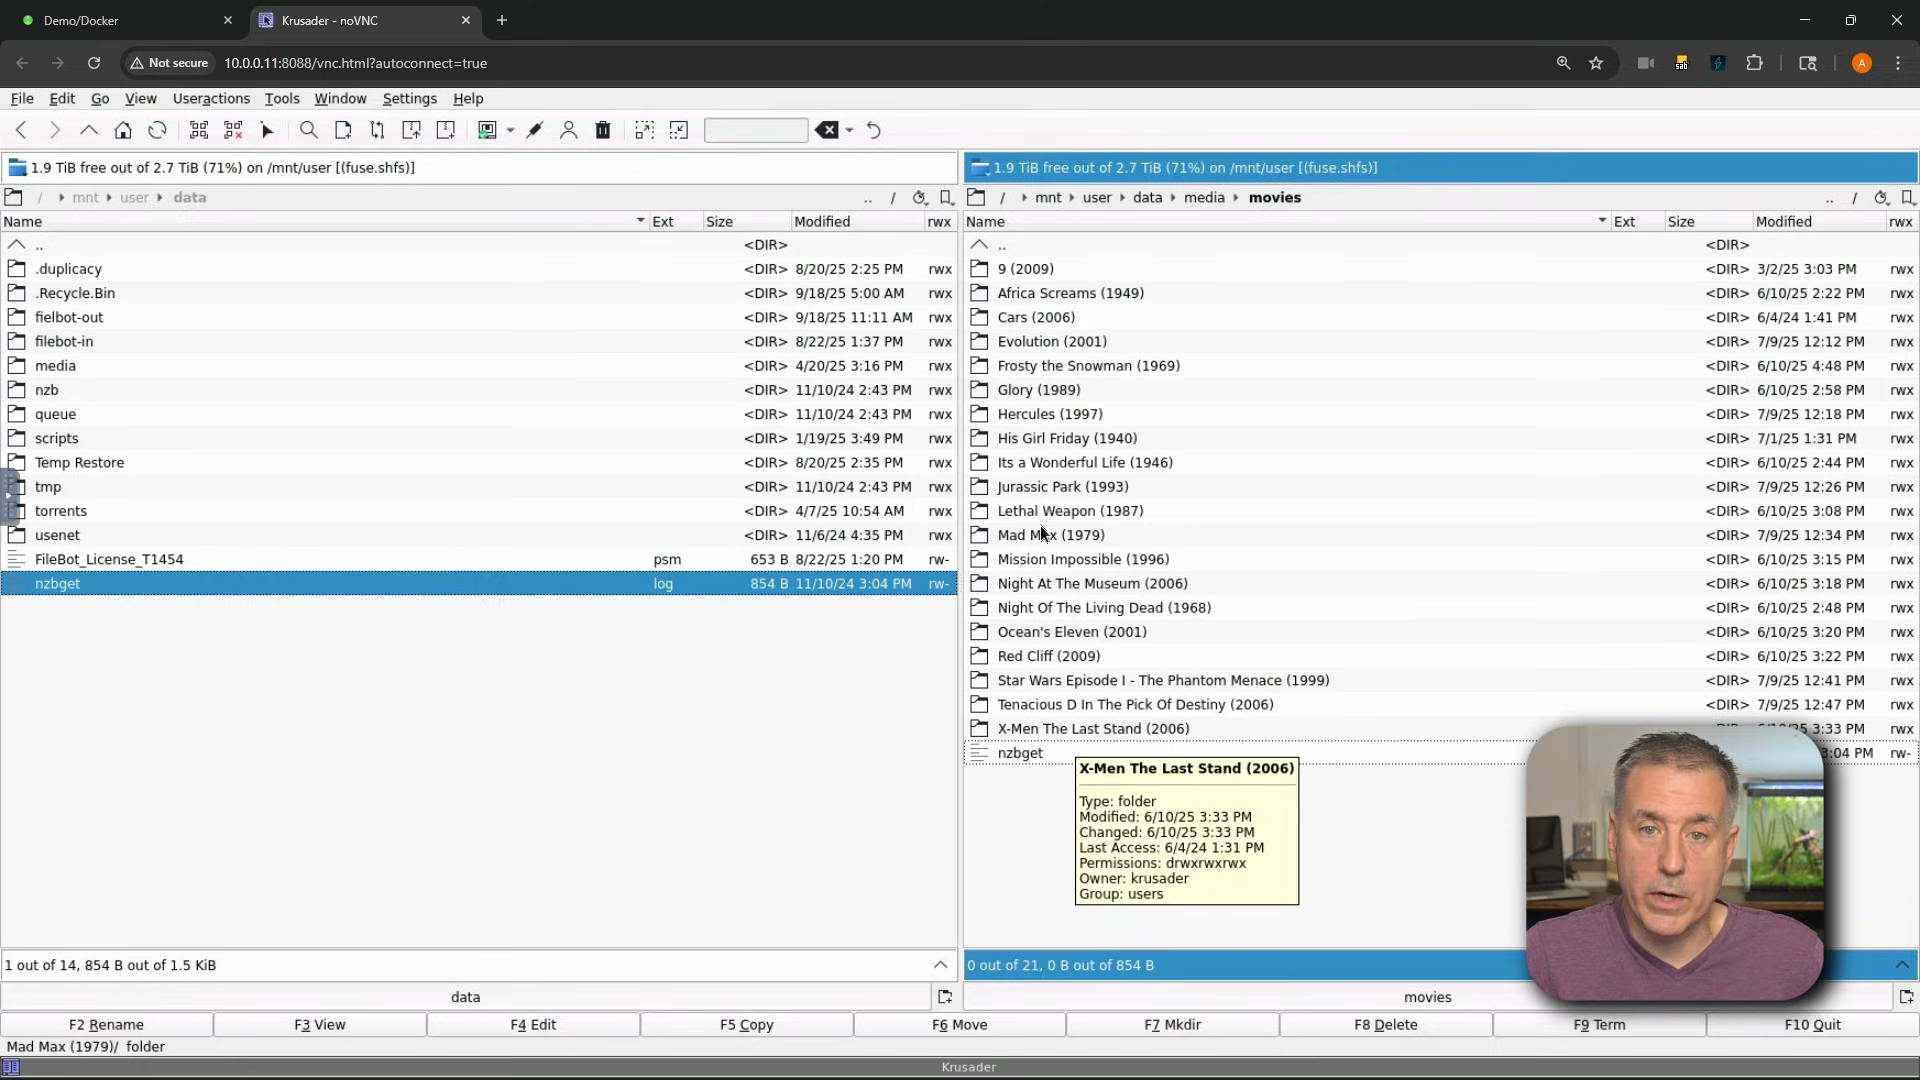 Demo/Docker
Krusader - noVNC
Not secure
10.0.0.11:8088/vnc.html?autoconnect=true
sab
A
File Edit Go View Useractions Tools Window Settings Help
1.9 TiB free out of 2.7 TiB (71%) on /mnt/user [(fuse.shfs)]
/ mnt user data .. /
Name Ext Size Modified rwx
.. <DIR>
.duplicacy <DIR> 8/20/25 2:25 PM rwx
.Recycle.Bin <DIR> 9/18/25 5:00 AM rwx
fielbot-out <DIR> 9/18/25 11:11 AM rwx
filebot-in <DIR> 8/22/25 1:37 PM rwx
media <DIR> 4/20/25 3:16 PM rwx
nzb <DIR> 11/10/24 2:43 PM rwx
queue <DIR> 11/10/24 2:43 PM rwx
scripts <DIR> 1/19/25 3:49 PM rwx
Temp Restore <DIR> 8/20/25 2:35 PM rwx
tmp <DIR> 11/10/24 2:43 PM rwx
torrents <DIR> 4/7/25 10:54 AM rwx
usenet <DIR> 11/6/24 4:35 PM rwx
FileBot_License_T1454 psm 653 B 8/22/25 1:20 PM rw-
nzbget log 854 B 11/10/24 3:04 PM rw-
1 out of 14, 854 B out of 1.5 KiB
data
1.9 TiB free out of 2.7 TiB (71%) on /mnt/user [(fuse.shfs)]
/ mnt user data media movies .. /
Name Ext Size Modified rwx
.. <DIR>
9 (2009) <DIR> 3/2/25 3:03 PM rwx
Africa Screams (1949) <DIR> 6/10/25 2:22 PM rwx
Cars (2006) <DIR> 6/4/24 1:41 PM rwx
Evolution (2001) <DIR> 7/9/25 12:12 PM rwx
Frosty the Snowman (1969) <DIR> 6/10/25 4:48 PM rwx
Glory (1989) <DIR> 6/10/25 2:58 PM rwx
Hercules (1997) <DIR> 7/9/25 12:18 PM rwx
His Girl Friday (1940) <DIR> 7/1/25 1:31 PM rwx
Its a Wonderful Life (1946) <DIR> 6/10/25 2:44 PM rwx
Jurassic Park (1993) <DIR> 7/9/25 12:26 PM rwx
Lethal Weapon (1987) <DIR> 6/10/25 3:08 PM rwx
Mad Max (1979) <DIR> 7/9/25 12:34 PM rwx
Mission Impossible (1996) <DIR> 6/10/25 3:15 PM rwx
Night At The Museum (2006) <DIR> 6/10/25 3:18 PM rwx
Night Of The Living Dead (1968) <DIR> 6/10/25 2:48 PM rwx
Ocean's Eleven (2001) <DIR> 6/10/25 3:20 PM rwx
Red Cliff (2009) <DIR> 6/10/25 3:22 PM rwx
Star Wars Episode I - The Phantom Menace (1999) <DIR> 7/9/25 12:41 PM rwx
Tenacious D In The Pick Of Destiny (2006) <DIR> 7/9/25 12:47 PM rwx
X-Men The Last Stand (2006) 3:33 PM rwx
nzbget 3:04 PM rw-
X-Men The Last Stand (2006)
Type: folder
Modified: 6/10/25 3:33 PM
Changed: 6/10/25 3:33 PM
Last Access: 6/4/24 1:31 PM
Permissions: drwxrwxrwx
Owner: krusader
Group: users
0 out of 21, 0 B out of 854 B
movies
F2 Rename F3 View F4 Edit F5 Copy F6 Move F7 Mkdir F8 Delete F9 Term F10 Quit
Mad Max (1979)/ folder
Krusader